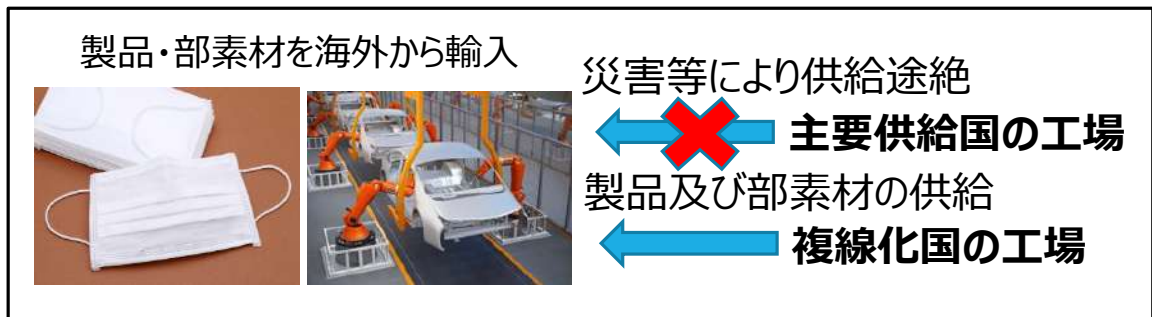 製品・部素材を海外から輸入
災害等により供給途絶
主要供給国の工場
製品及び部素材の供給
複線化国の工場